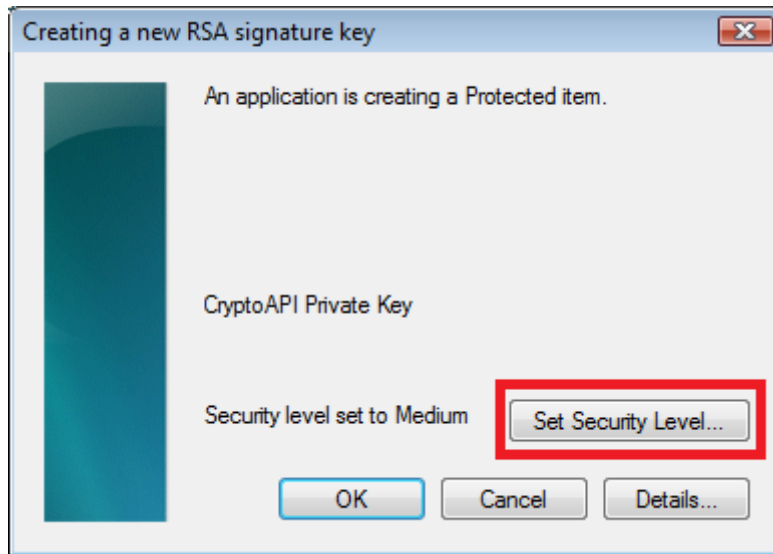 Creating a new RSA signature key
An application is creating a Protected item.
CryptoAPI Private Key
Security level set to Medium
Set Security Level...
OK
Cancel
Details...